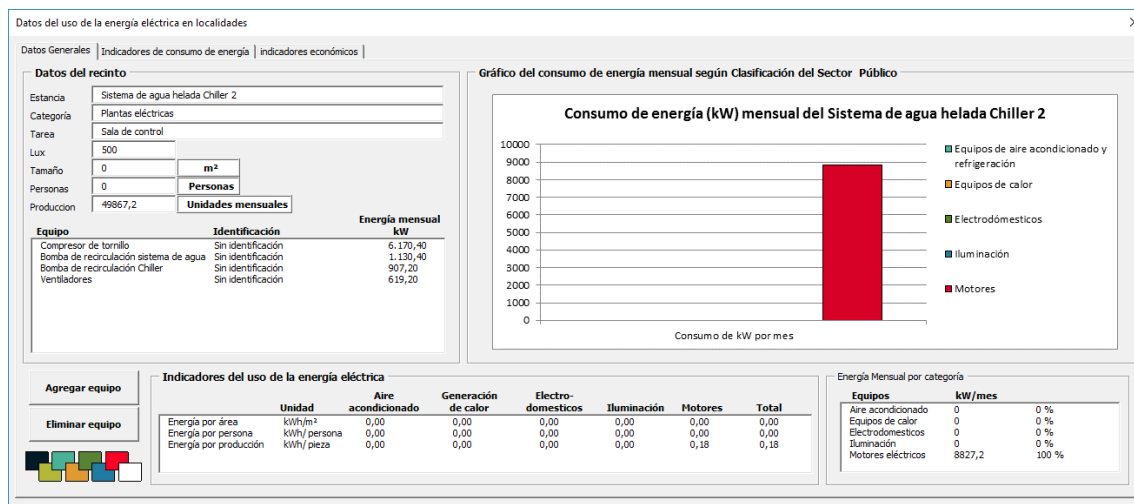 Datos del uso de la energía eléctrica en localidades
Datos Generales | Indicadores de consumo de energía | indicadores económicos |
Datos del recinto
Estancia Sistema de agua helada Chiller 2
Categoría Plantas eléctricas
Tarea Sala de control
Lux 500
Tamaño 0 m²
Personas 0 Personas
Produccion 49867,2 Unidades mensuales
Equipo Identificación Energía mensual kW
Compresor de tornillo Sin identificación 6.170,40
Bomba de recirculación sistema de agua Sin identificación 1.130,40
Bomba de recirculación Chiller Sin identificación 907,20
Ventiladores Sin identificación 619,20
Gráfico del consumo de energía mensual según Clasificación del Sector Público
Consumo de energía (kW) mensual del Sistema de agua helada Chiller 2
10000
9000
8000
7000
6000
5000
4000
3000
2000
1000
0
Consumo de kW por mes
Equipos de aire acondicionado y
refrigeración
Equipos de calor
Electrodómesticos
Iluminación
Motores
Agregar equipo
Eliminar equipo
Indicadores del uso de la energía eléctrica
Unidad Aire acondicionado Generación de calor Electro-domesticos Iluminación Motores Total
Energía por área kWh/m² 0,00 0,00 0,00 0,00 0,00 0,00
Energía por persona kWh/ persona 0,00 0,00 0,00 0,00 0,00 0,00
Energía por producción kWh/ pieza 0,00 0,00 0,00 0,00 0,18 0,18
Energía Mensual por categoría
Equipos kW/mes
Aire acondicionado 0 0 %
Equipos de calor 0 0 %
Electrodomesticos 0 0 %
Iluminación 0 0 %
Motores eléctricos 8827,2 100 %